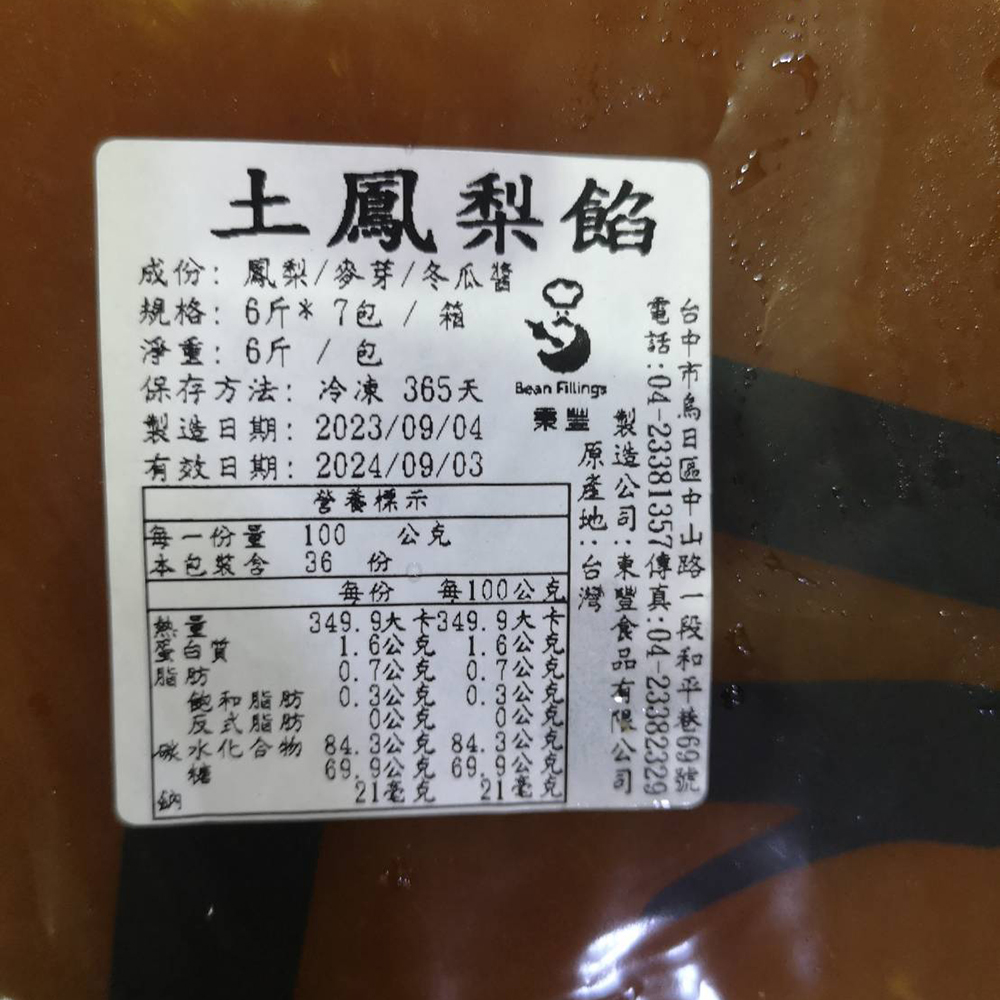 土鳳梨餡
成份: 鳳梨/麥芽/冬瓜醬
規格: 6斤* 7包 / 箱
淨重: 6斤 / 包
保存方法: 冷凍 365天
製造日期: 2023/09/04
有效日期: 2024/09/03
Bean Fillings
東豐
營養標示
每一份量 100 公克
本包裝含 36 份
每份 每100公克
熱量 349.9大卡 349.9大卡
蛋白質 1.6公克 1.6公克
脂肪 0.7公克 0.7公克
飽和脂肪 0.3公克 0.3公克
反式脂肪 0公克 0公克
碳水化合物 84.3公克 84.3公克
糖 69.9公克 69.9公克
鈉 21毫克 21毫克
台中市烏日區中山路一段和平巷69號
電話:04-23381357傳真:04-23382329
製造公司:東豐食品有限公司
原產地:台灣